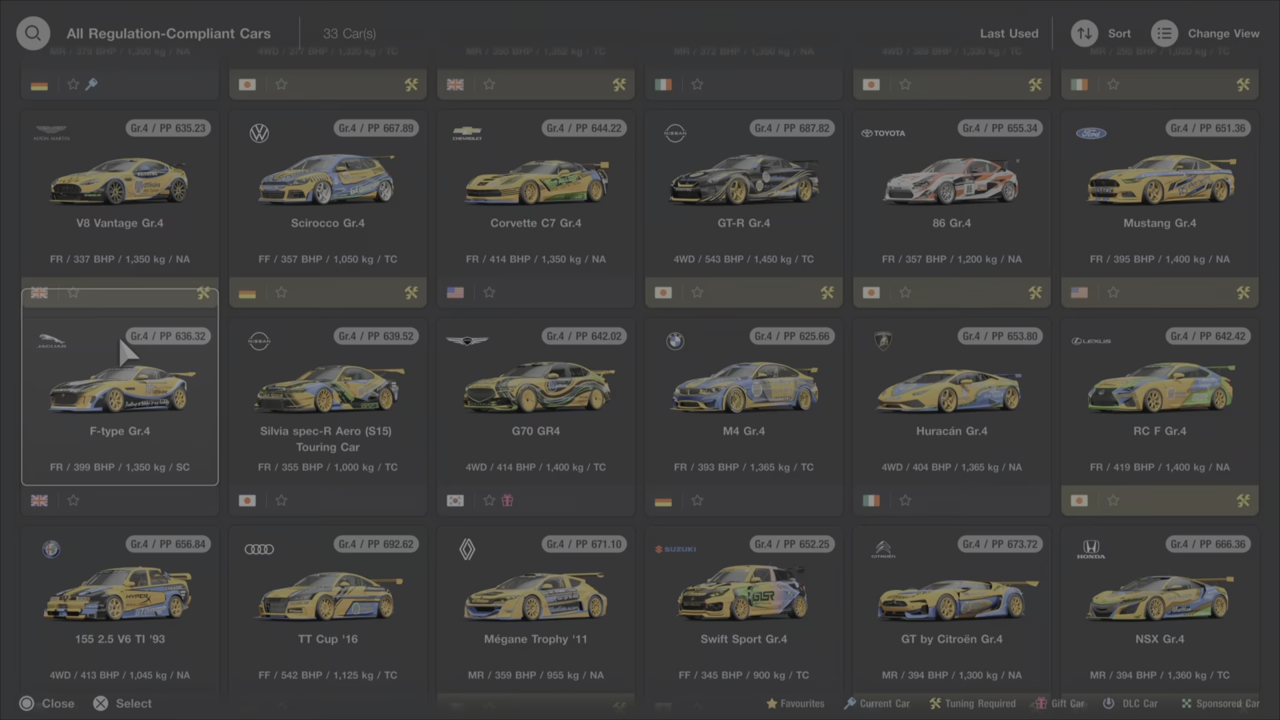 All Regulation-Compliant Cars
33 Car(s)
Last Used
Sort
Change View
Gr.4 / PP 635.23
V8 Vantage Gr.4
FR / 337 BHP / 1,350 kg / NA
Gr.4 / PP 667.89
Scirocco Gr.4
FF / 357 BHP / 1,050 kg / TC
CHEVROLET
Gr.4 / PP 644.22
Corvette C7 Gr.4
FR / 414 BHP / 1,350 kg / NA
NISSAN
Gr.4 / PP 687.82
GT-R Gr.4
4WD / 543 BHP / 1,450 kg / TC
TOYOTA
Gr.4 / PP 655.34
86 Gr.4
FR / 357 BHP / 1,200 kg / NA
Ford
Gr.4 / PP 651.36
Mustang Gr.4
FR / 395 BHP / 1,400 kg / NA
JAGUAR
Gr.4 / PP 636.32
F-type Gr.4
FR / 399 BHP / 1,350 kg / SC
NISSAN
Gr.4 / PP 639.52
Silvia spec-R Aero (S15)
Touring Car
FR / 355 BHP / 1,000 kg / TC
Gr.4 / PP 642.02
G70 GR4
4WD / 414 BHP / 1,400 kg / TC
Gr.4 / PP 625.66
M4 Gr.4
FR / 393 BHP / 1,365 kg / TC
Gr.4 / PP 653.80
Huracán Gr.4
4WD / 404 BHP / 1,365 kg / NA
LEXUS
Gr.4 / PP 642.42
RC F Gr.4
FR / 419 BHP / 1,400 kg / NA
Gr.4 / PP 656.84
155 2.5 V6 TI '93
4WD / 413 BHP / 1,045 kg / NA
Gr.4 / PP 692.62
TT Cup '16
FF / 542 BHP / 1,125 kg / TC
Gr.4 / PP 671.10
Mégane Trophy '11
MR / 359 BHP / 955 kg / NA
SUZUKI
Gr.4 / PP 652.25
Swift Sport Gr.4
FF / 345 BHP / 900 kg / TC
Gr.4 / PP 673.72
GT by Citroën Gr.4
MR / 394 BHP / 1,300 kg / NA
HONDA
Gr.4 / PP 666.36
NSX Gr.4
MR / 394 BHP / 1,360 kg / TC
Close
Select
Favourites
Current Car
Tuning Required
Gift Car
DLC Car
Sponsored Car